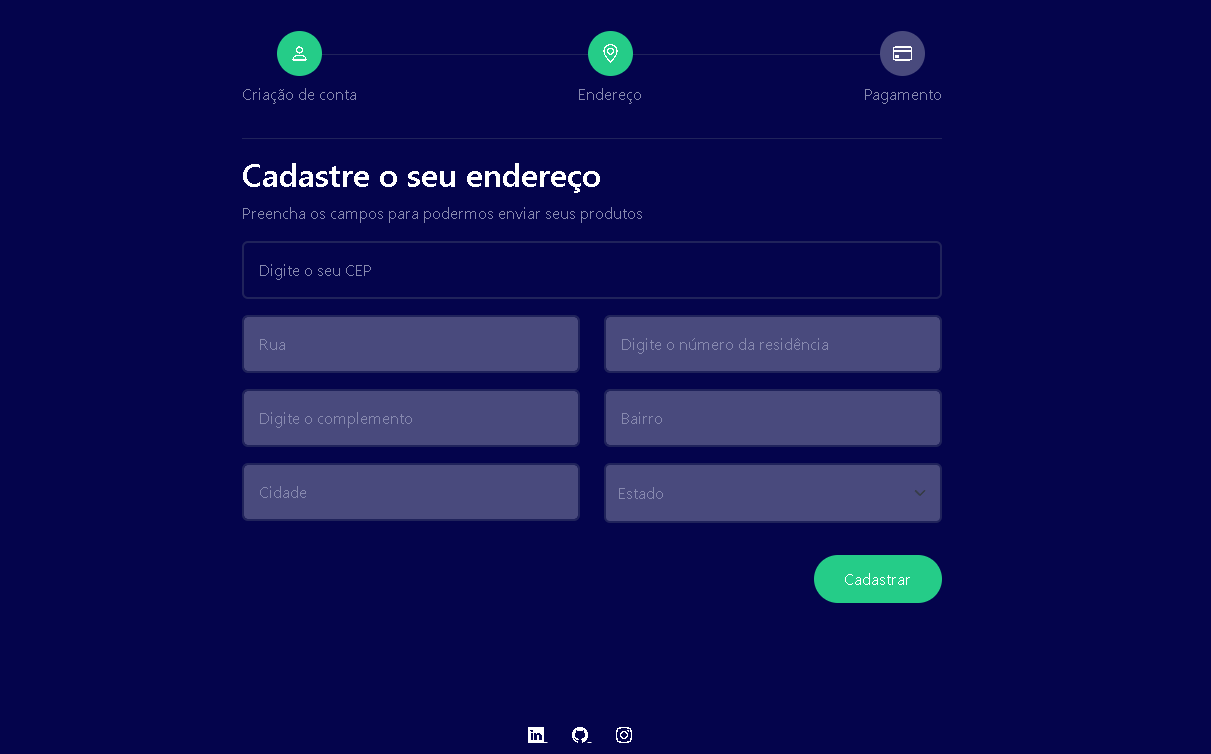 Criação de conta
Endereço
Pagamento
Cadastre o seu endereço
Preencha os campos para podermos enviar seus produtos
Digite o seu CEP
Rua
Digite o número da residência
Digite o complemento
Bairro
Cidade
Estado
Cadastrar
in